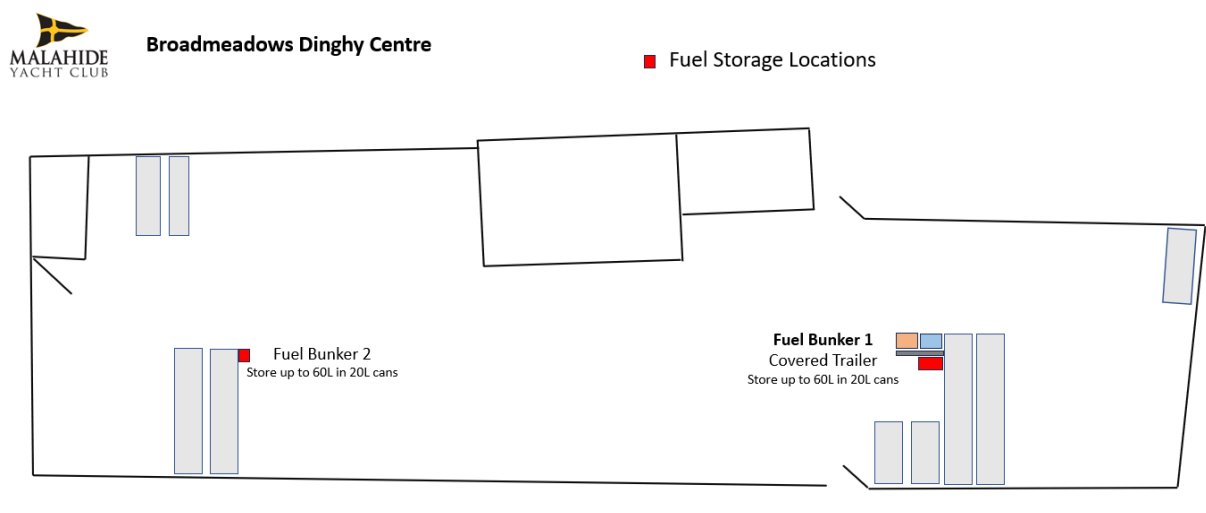 MALAHIDE
YACHT CLUB
Broadmeadows Dinghy Centre
Fuel Storage Locations
Fuel Bunker 2
Store up to 60L in 20L cans
Fuel Bunker 1
Covered Trailer
Store up to 60L in 20L cans